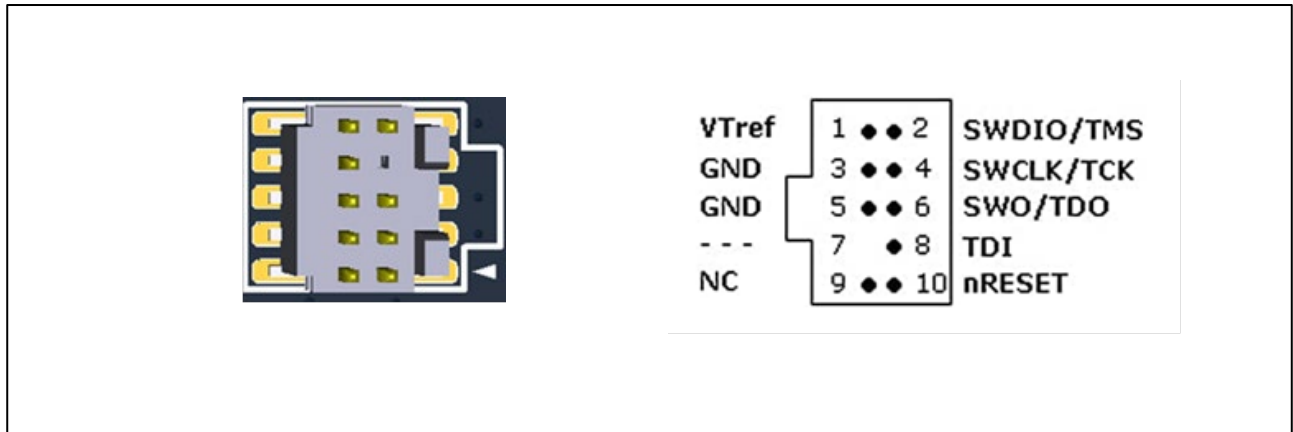 VTref 1 2 SWDIO/TMS
GND 3 4 SWCLK/TCK
GND 5 6 SWO/TDO
--- 7 8 TDI
NC 9 10 nRESET